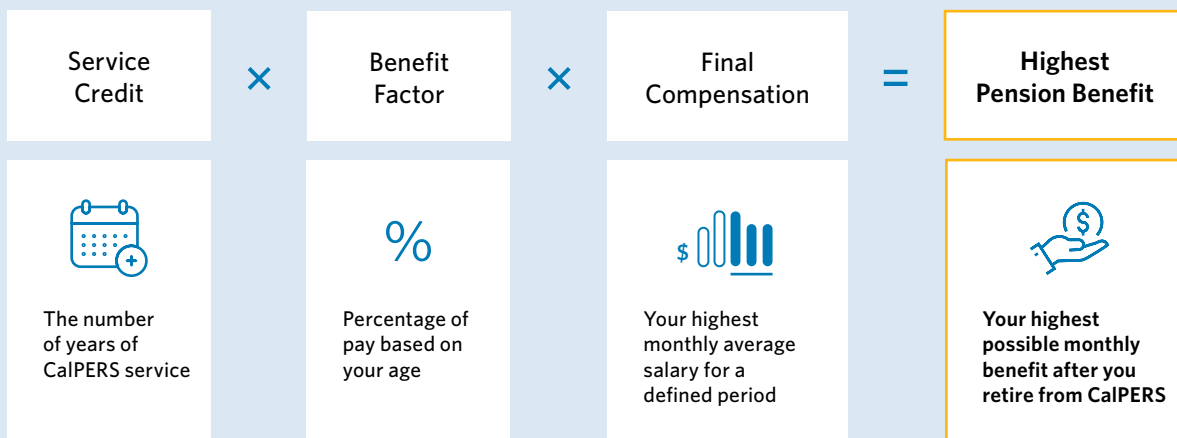 Service
Credit
×
Benefit
Factor
×
Final
Compensation
=
Highest
Pension Benefit
The number
of years of
CalPERS service
%
Percentage of
pay based on
your age
$
Your highest
monthly average
salary for a
defined period
$
Your highest
possible monthly
benefit after you
retire from CalPERS